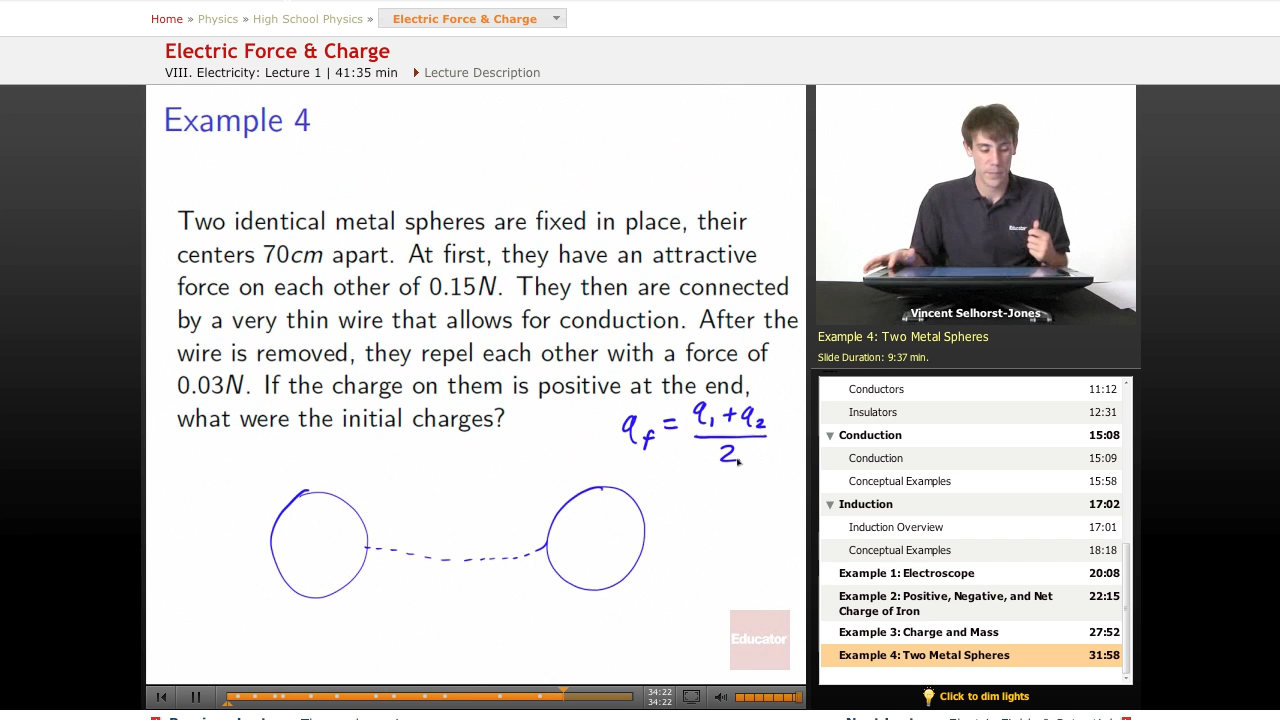 Home » Physics » High School Physics » Electric Force & Charge
Electric Force & Charge
VIII. Electricity: Lecture 1 | 41:35 min Lecture Description
Example 4
Two identical metal spheres are fixed in place, their
centers 70cm apart. At first, they have an attractive
force on each other of 0.15N. They then are connected
by a very thin wire that allows for conduction. After the
wire is removed, they repel each other with a force of
0.03N. If the charge on them is positive at the end,
what were the initial charges?
q_f = (q_1 + q_2)/2
Educator
34:22
34:22
Educator
Vincent Selhorst-Jones
Example 4: Two Metal Spheres
Slide Duration: 9:37 min.
Conductors 11:12
Insulators 12:31
Conduction 15:08
Conduction 15:09
Conceptual Examples 15:58
Induction 17:02
Induction Overview 17:01
Conceptual Examples 18:18
Example 1: Electroscope 20:08
Example 2: Positive, Negative, and Net 22:15
Charge of Iron
Example 3: Charge and Mass 27:52
Example 4: Two Metal Spheres 31:58
Click to dim lights